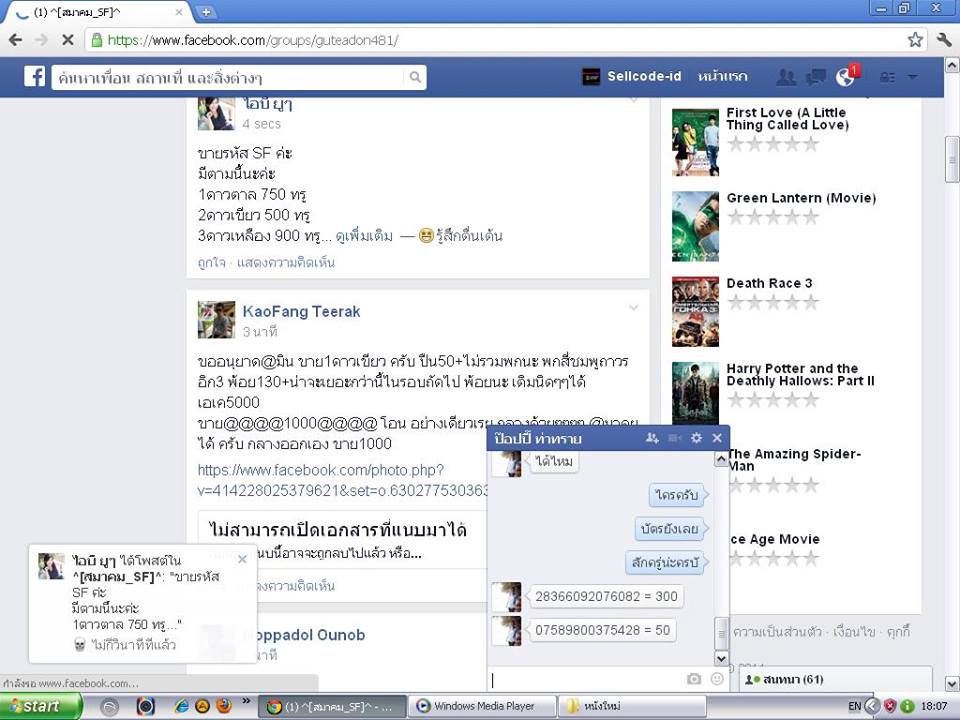 (1) ^[สมาคม_SF]^
https://www.facebook.com/groups/guteadon481/
ค้นหาเพื่อน สถานที่ และสิ่งต่างๆ
Sellcode-id หน้าแรก
1
ไอบี มุๆ
4 secs
ขายรหัส SF ค่ะ
มีตามนี้นะค่ะ
1ดาวตาล 750 ทรู
2ดาวเขียว 500 ทรู
3ดาวเหลือง 900 ทรู... ดูเพิ่มเติม — รู้สึกตื่นเต้น
ถูกใจ · แสดงความคิดเห็น
KaoFang Teerak
3 นาที
ขออนุยาด@มิน ขาย1ดาวเขียว ครับ ปืน50+ไม่รวมพกนะ พกสี่ชมพูถาวร
อีก3 พ้อย130+น่าจะเยอะกว่านี้ไนรอบถัดไป พ้อยนะ เติมนิดๆๆได้
เอเค5000
ขาย@@@@1000@@@@ โอน อย่างเดียวเรย
ได้ ครับ กลางออกเอง ขาย1000
https://www.facebook.com/photo.php?
v=414228025379621&set=o.63027753036
ไม่สามารถเปิดเอกสารที่แนบมาได้
นบนี้อาจจะถูกลบไปแล้ว หรือ...
ดงความคิดเห็น
Noppadol Ounob
นาที
First Love (A Little
Thing Called Love)
Green Lantern (Movie)
Death Race 3
Harry Potter and the
Deathly Hallows: Part II
The Amazing Spider-
Man
Ice Age Movie
ความเป็นส่วนตัว · เงื่อนไข · คุกกี้
ป๊อปปี้ ท่าทราย
ได้ไหม
ไดรดรับ
บัตรยังเลย
สักครู่น่ะครบั
28366092076082 = 300
07589800375428 = 50
สนทนา (61)
ไอบี มุๆ ได้โพสต์ใน
^[สมาคม_SF]^: "ขายรหัส
SF ค่ะ
มีตามนี้นะค่ะ
1ดาวตาล 750 ทรู..."
ไม่กี่วินาทีที่แล้ว
กำลังรอ www.facebook.com...
start
(1) ^[สมาคม_SF]^ - ...
Windows Media Player
หนังใหม่
EN
18:07